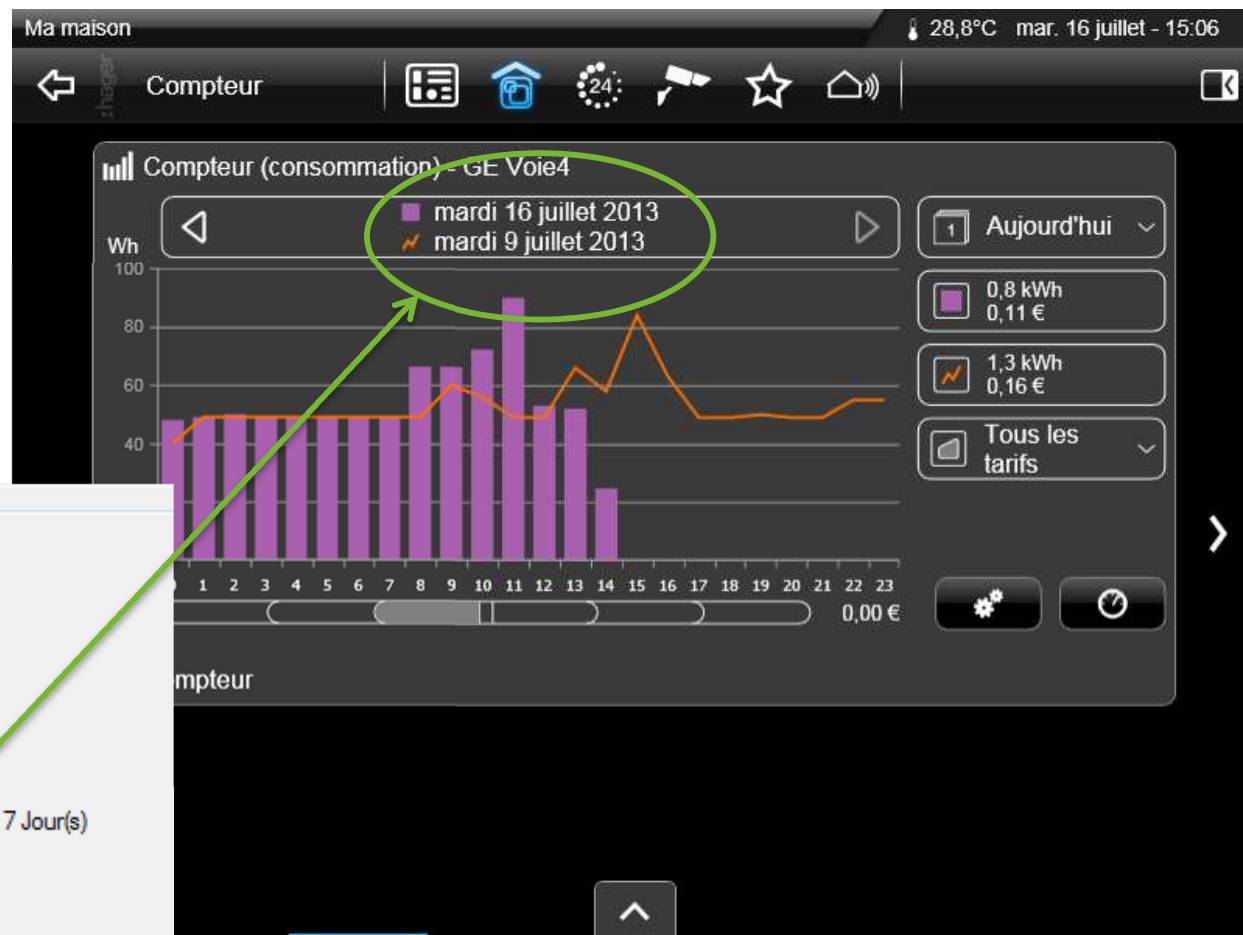 Ma maison
28,8°C mar. 16 juillet - 15:06
:hager
Compteur
24
Compteur (consommation) - GE Voie4
mardi 16 juillet 2013
mardi 9 juillet 2013
1 Aujourd'hui
Wh
100
80
60
40
0,8 kWh
0,11 €
1,3 kWh
0,16 €
Tous les
tarifs
1 2 3 4 5 6 7 8 9 10 11 12 13 14 15 16 17 18 19 20 21 22 23
0,00 €
mpteur
7 Jour(s)